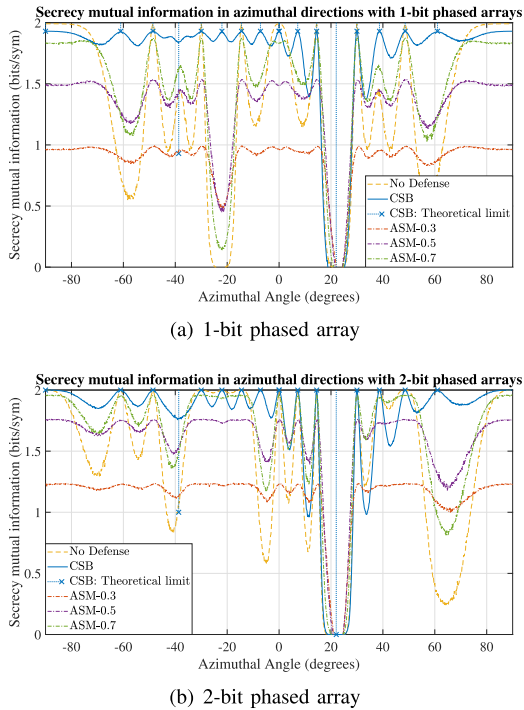 Secrecy mutual information in azimuthal directions with 1-bit phased arrays
Secrecy mutual information (bits/sym)
2
1.5
1
0.5
0
-80 -60 -40 -20 0 20 40 60 80
Azimuthal Angle (degrees)
No Defense
CSB
CSB: Theoretical limit
ASM-0.3
ASM-0.5
ASM-0.7
(a) 1-bit phased array
Secrecy mutual information in azimuthal directions with 2-bit phased arrays
Secrecy mutual information (bits/sym)
2
1.5
1
0.5
0
-80 -60 -40 -20 0 20 40 60 80
Azimuthal Angle (degrees)
No Defense
CSB
CSB: Theoretical limit
ASM-0.3
ASM-0.5
ASM-0.7
(b) 2-bit phased array